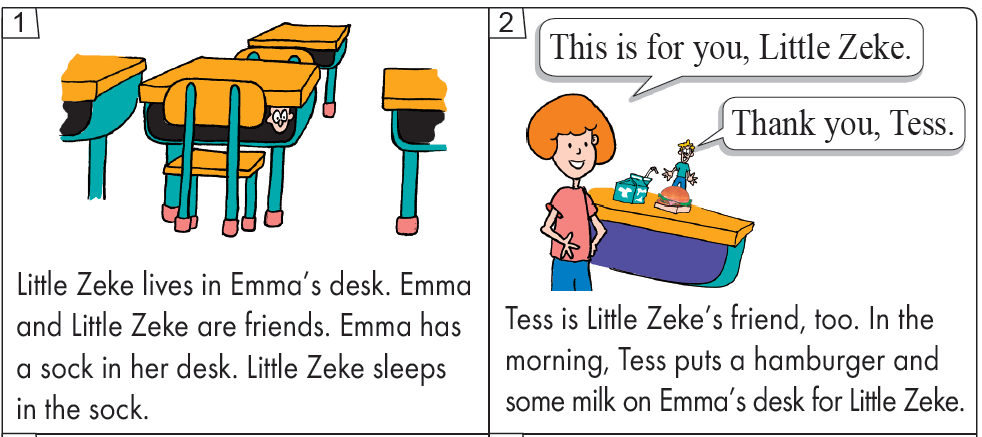 1
Little Zeke lives in Emma's desk. Emma
and Little Zeke are friends. Emma has
a sock in her desk. Little Zeke sleeps
in the sock.
2
This is for you, Little Zeke.
Thank you, Tess.
Tess is Little Zeke's friend, too. In the
morning, Tess puts a hamburger and
some milk on Emma's desk for Little Zeke.